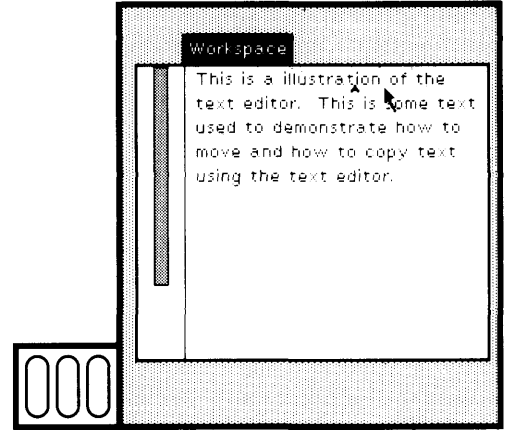 Workspace
This is a illustration of the
text editor. This is some text
used to demonstrate how to
move and how to copy text
using the text editor.